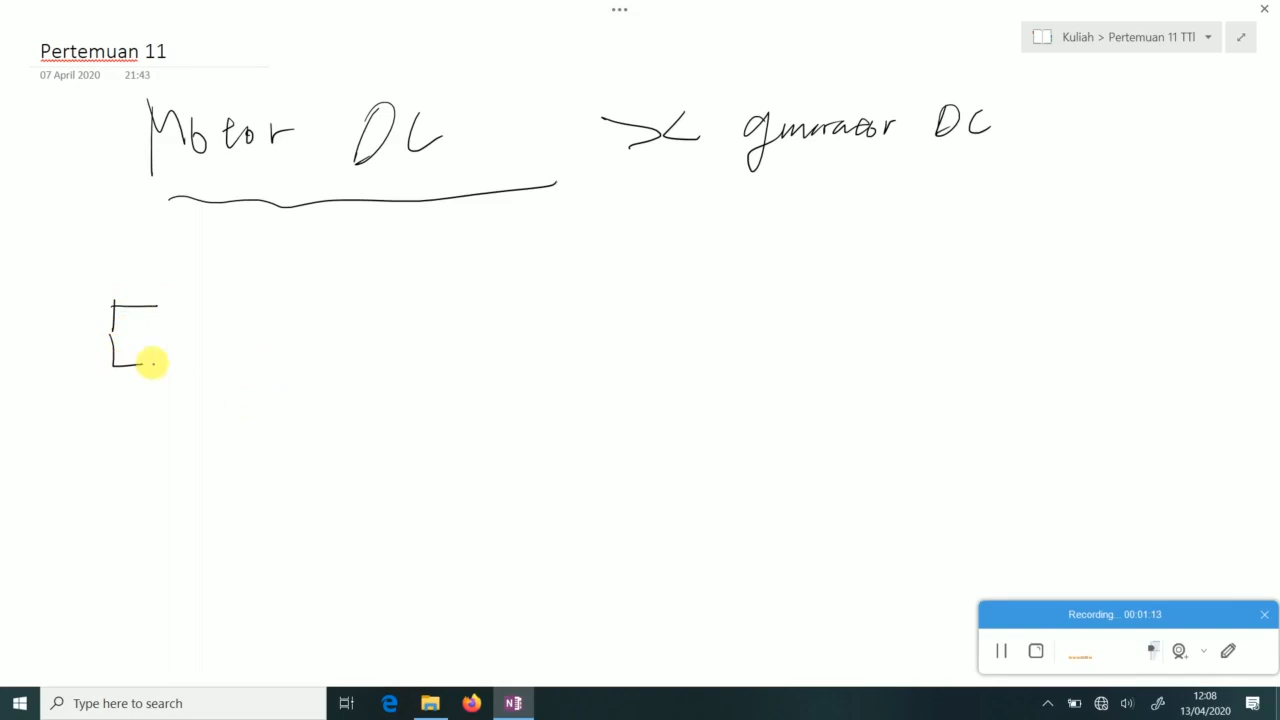 Pertemuan 11
07 April 2020 21:43
Kuliah > Pertemuan 11 TTI
Motor DC >< generator DC
Recording... 00:01:13
Type here to search
12:08
13/04/2020